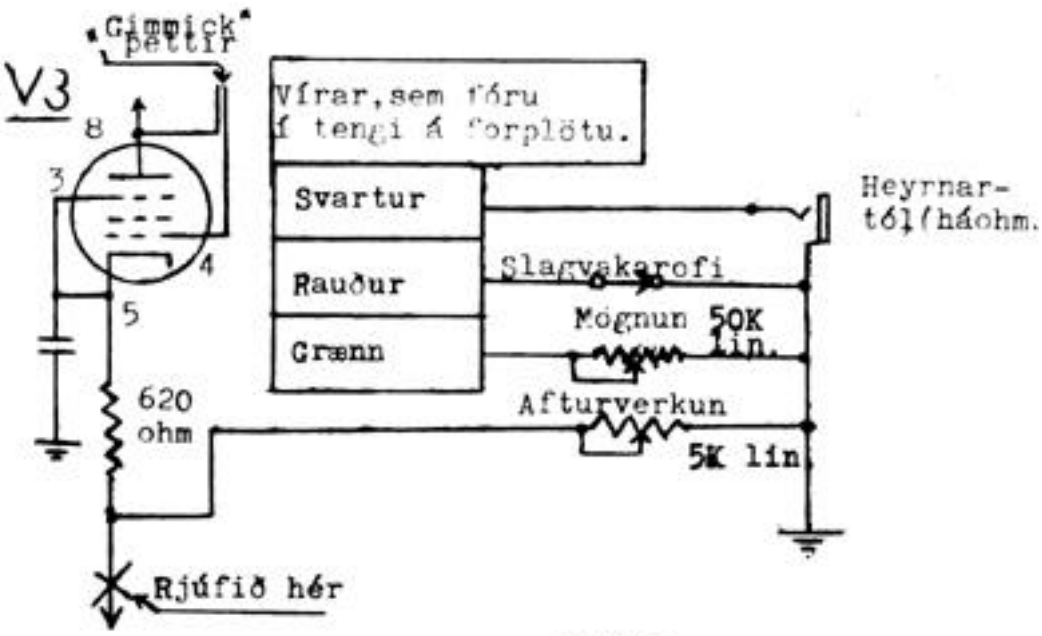 "Gimmick"
þéttir
V3
8
3
4
5
620
ohm
Vírar, sem fóru
í tengi á forplötu.
Svartur
Rauður
Grænn
Heyrnar-
tól(háohm.
Slagvakarofi
Mögnun 50K
lin.
Afturverkun
5K lin
Rjúfið hér